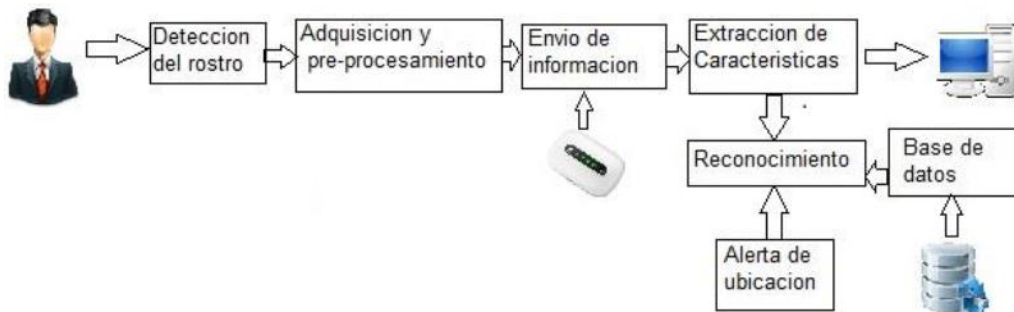 Deteccion
del rostro
Adquisicion y
pre-procesamiento
Envio de
informacion
Extraccion de
Caracteristicas
Reconocimiento
Base de
datos
Alerta de
ubicacion